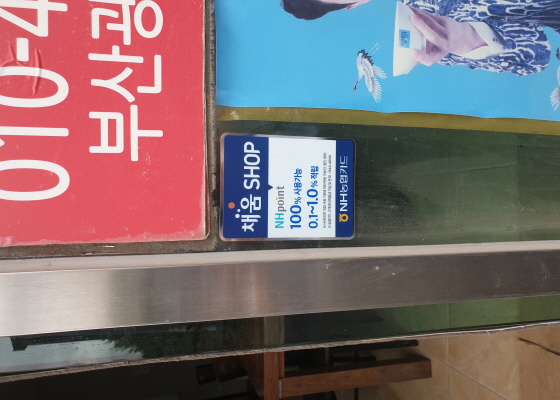 010-4
부산광
채움 SHOP
NHpoint
100% 사용가능
0.1~1.0% 적립
NH농협카드